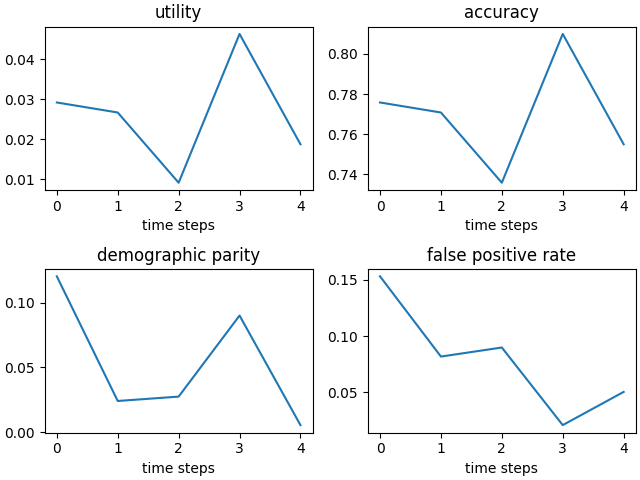 utility
0.04
0.03
0.02
0.01
0 1 2 3 4
time steps
accuracy
0.80
0.78
0.76
0.74
0 1 2 3 4
time steps
demographic parity
0.10
0.05
0.00
0 1 2 3 4
time steps
false positive rate
0.15
0.10
0.05
0 1 2 3 4
time steps